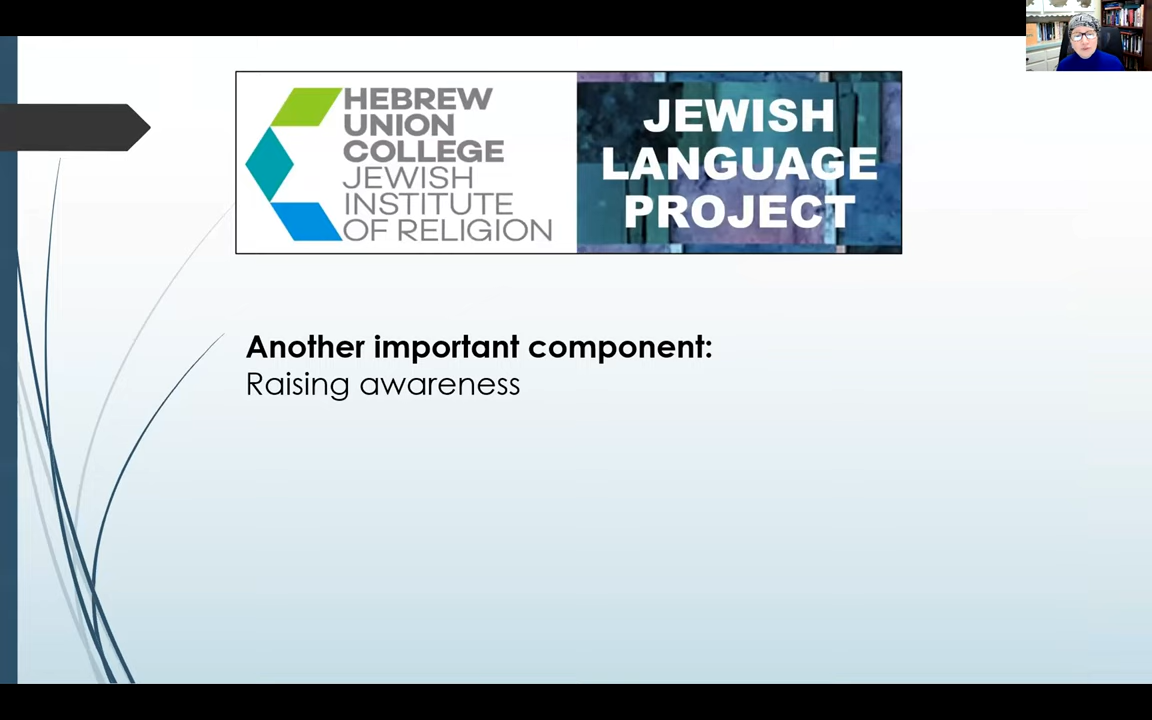 HEBREW
UNION
COLLEGE
JEWISH
INSTITUTE
OF RELIGION
JEWISH
LANGUAGE
PROJECT
Another important component:
Raising awareness